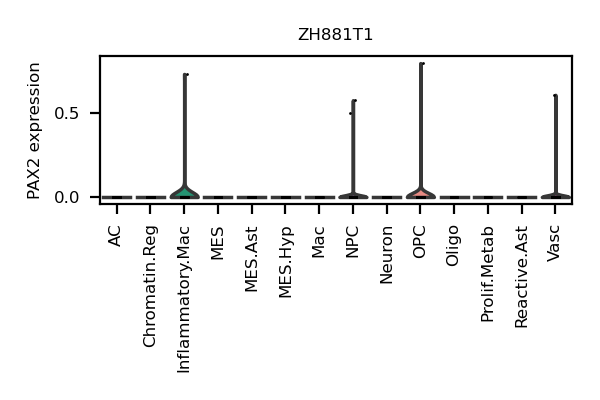 ZH881T1
PAX2 expression
0.5
0.0
AC
Chromatin.Reg
Inflammatory.Mac
MES
MES.Ast
MES.Hyp
Mac
NPC
Neuron
OPC
Oligo
Prolif.Metab
Reactive.Ast
Vasc